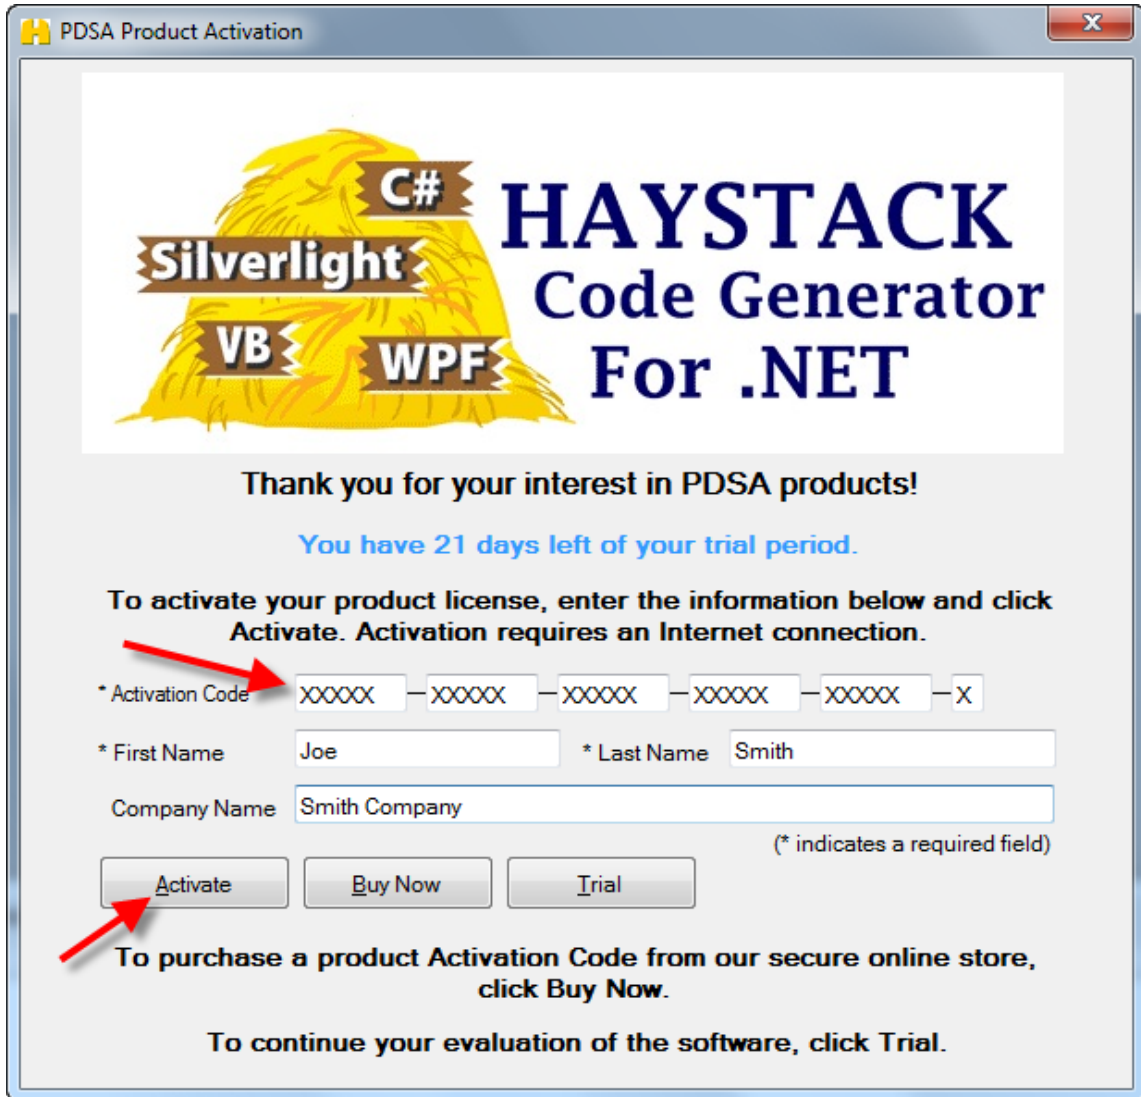 PDSA Product Activation
C#
Silverlight
VB
WPF
HAYSTACK
Code Generator
For .NET
Thank you for your interest in PDSA products!
You have 21 days left of your trial period.
To activate your product license, enter the information below and click
Activate. Activation requires an Internet connection.
* Activation Code XXXXX - XXXXX - XXXXX - XXXXX - XXXXX - X
* First Name Joe * Last Name Smith
Company Name Smith Company
(* indicates a required field)
Activate Buy Now Trial
To purchase a product Activation Code from our secure online store,
click Buy Now.
To continue your evaluation of the software, click Trial.